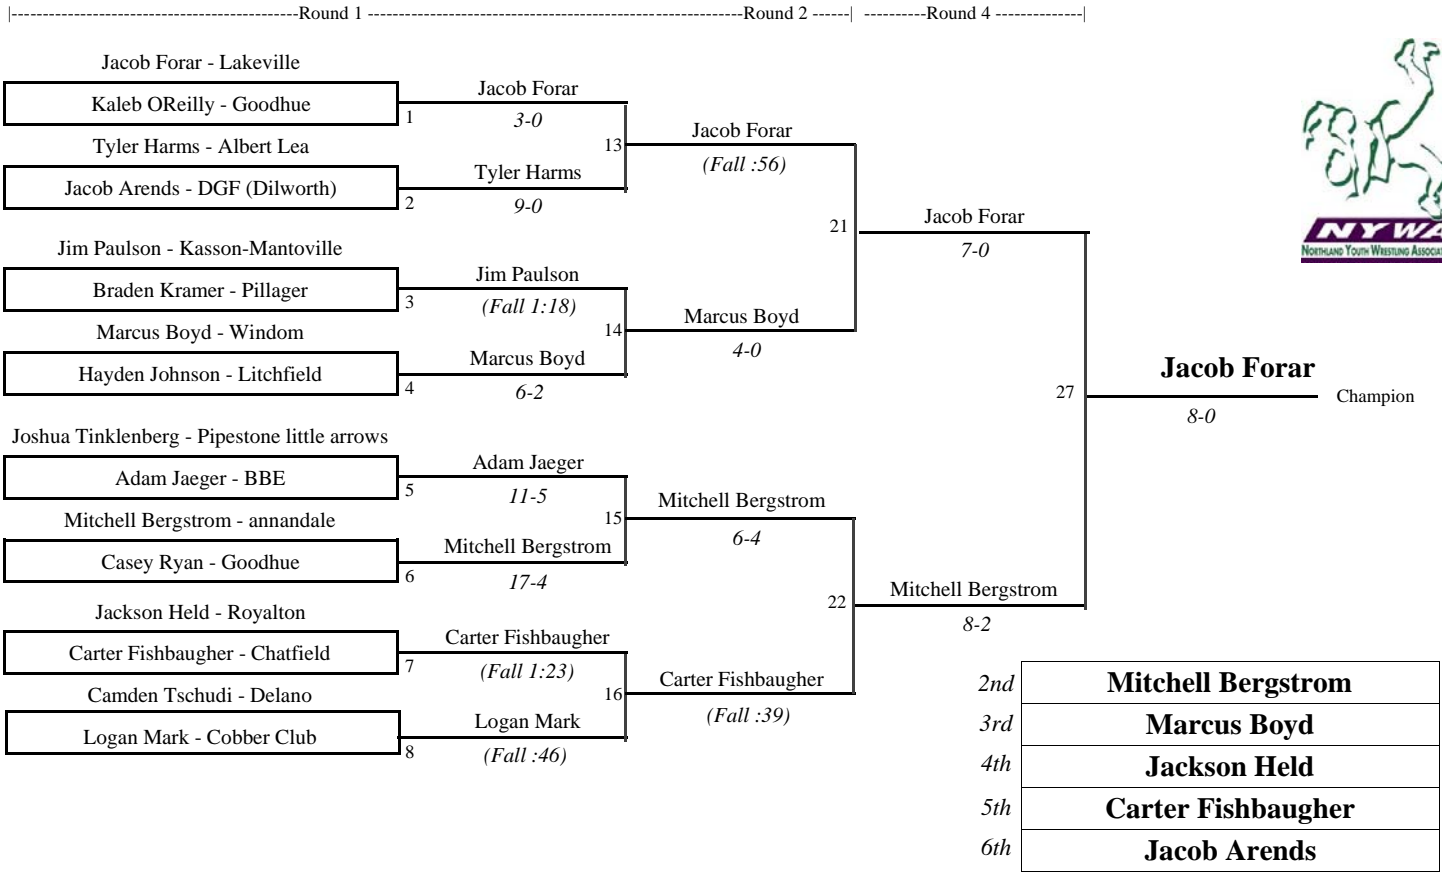 |----------------------------------------------Round 1 ------------------------------------------------------------Round 2 ------| ----------Round 4 --------------|
Jacob Forar - Lakeville
Kaleb OReilly - Goodhue
1
Jacob Forar
3-0
Tyler Harms - Albert Lea
Jacob Arends - DGF (Dilworth)
2
Tyler Harms
9-0
13
Jacob Forar
(Fall :56)
Jim Paulson - Kasson-Mantoville
Braden Kramer - Pillager
3
Jim Paulson
(Fall 1:18)
Marcus Boyd - Windom
Hayden Johnson - Litchfield
4
Marcus Boyd
6-2
14
Marcus Boyd
4-0
21
Jacob Forar
7-0
Joshua Tinklenberg - Pipestone little arrows
Adam Jaeger - BBE
5
Adam Jaeger
11-5
Mitchell Bergstrom - annandale
Casey Ryan - Goodhue
6
Mitchell Bergstrom
17-4
15
Mitchell Bergstrom
6-4
Jackson Held - Royalton
Carter Fishbaugher - Chatfield
7
Carter Fishbaugher
(Fall 1:23)
Camden Tschudi - Delano
Logan Mark - Cobber Club
8
Logan Mark
(Fall :46)
16
Carter Fishbaugher
(Fall :39)
22
Mitchell Bergstrom
8-2
27
Jacob Forar
8-0
Champion
NYWA
NORTHLAND YOUTH WRESTLING
2nd Mitchell Bergstrom
3rd Marcus Boyd
4th Jackson Held
5th Carter Fishbaugher
6th Jacob Arends